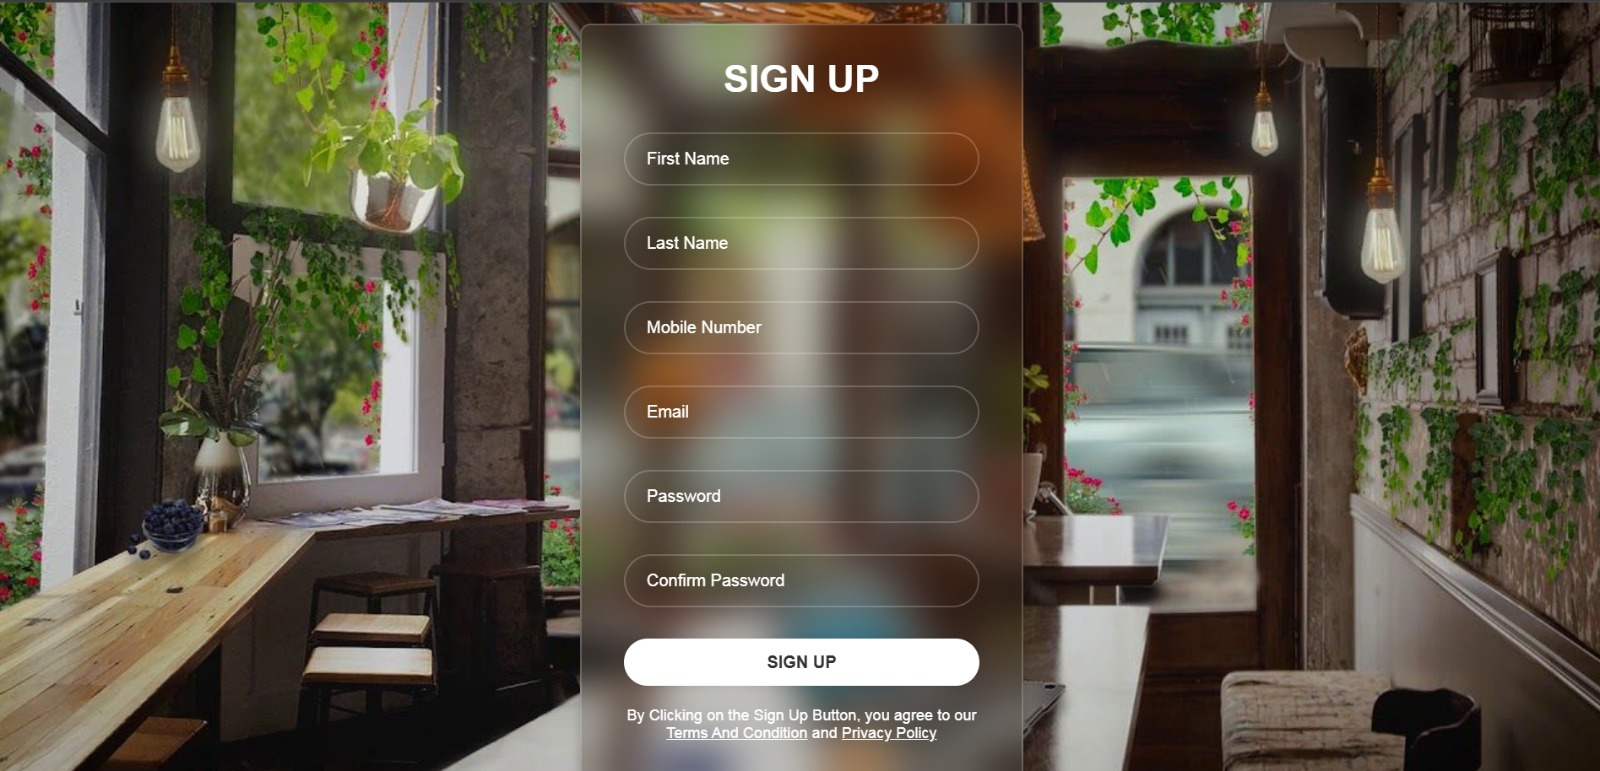 SIGN UP
First Name
Last Name
Mobile Number
Email
Password
Confirm Password
SIGN UP
By Clicking on the Sign Up Button, you agree to our
Terms And Condition and Privacy Policy